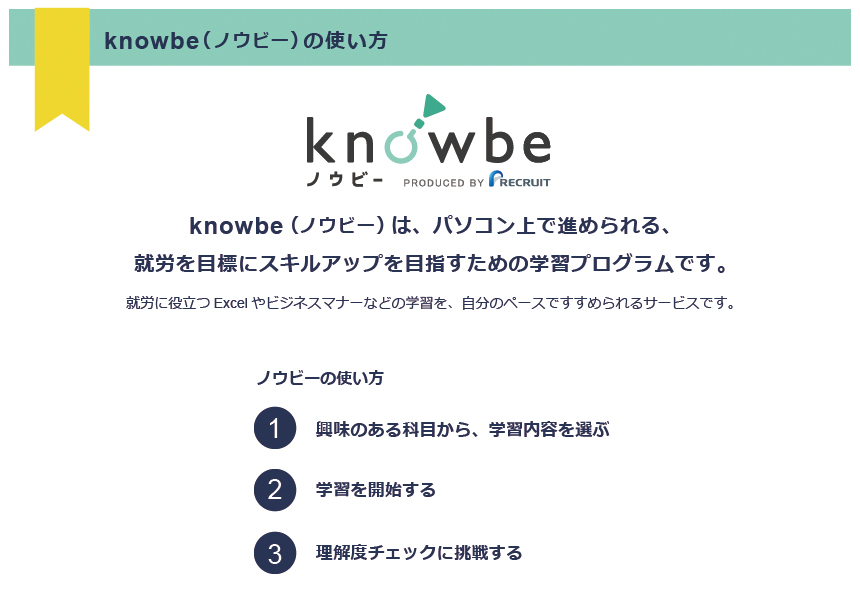 knowbe（ノウビー）の使い方
knowbe
ノウビー PRODUCED BY RECRUIT
knowbe（ノウビー）は、パソコン上で進められる、
就労を目標にスキルアップを目指すための学習プログラムです。
就労に役立つ Excel やビジネスマナーなどの学習を、自分のペースですすめられるサービスです。
ノウビーの使い方
1 興味のある科目から、学習内容を選ぶ
2 学習を開始する
3 理解度チェックに挑戦する